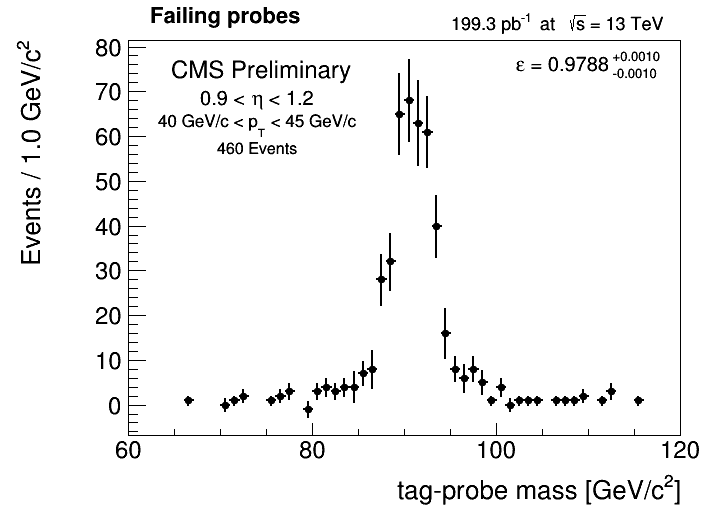 Failing probes
199.3 pb⁻¹ at √s = 13 TeV
CMS Preliminary
0.9 < η < 1.2
40 GeV/c < p_T < 45 GeV/c
460 Events
ε = 0.9788 +0.0010 -0.0010
Events / 1.0 GeV/c²
80
70
60
50
40
30
20
10
0
60 80 100 120
tag-probe mass [GeV/c²]